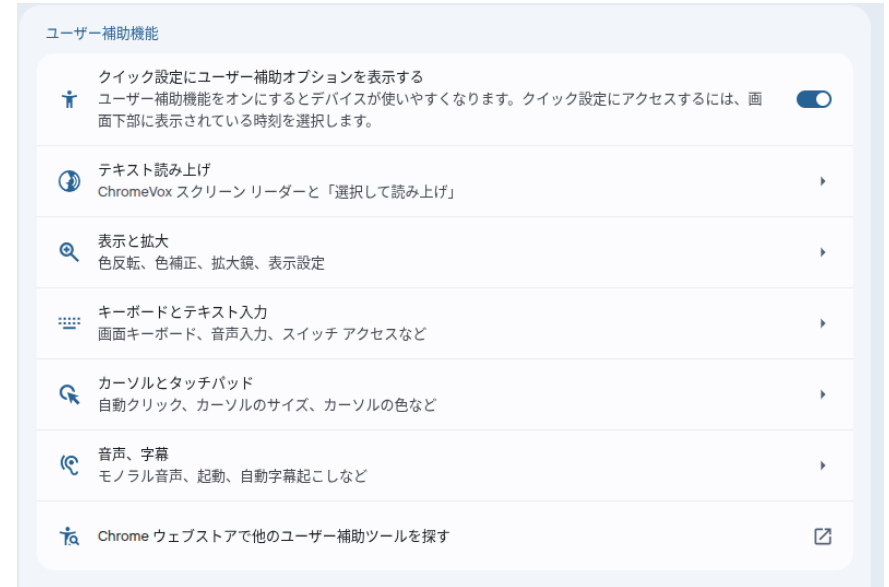 ユーザー補助機能
クイック設定にユーザー補助オプションを表示する
ユーザー補助機能をオンにするとデバイスが使いやすくなります。クイック設定にアクセスするには、画
面下部に表示されている時刻を選択します。
テキスト読み上げ
ChromeVox スクリーン リーダーと「選択して読み上げ」
表示と拡大
色反転、色補正、拡大鏡、表示設定
キーボードとテキスト入力
画面キーボード、音声入力、スイッチ アクセスなど
カーソルとタッチパッド
自動クリック、カーソルのサイズ、カーソルの色など
音声、字幕
モノラル音声、起動、自動字幕起こしなど
Chrome ウェブストアで他のユーザー補助ツールを探す